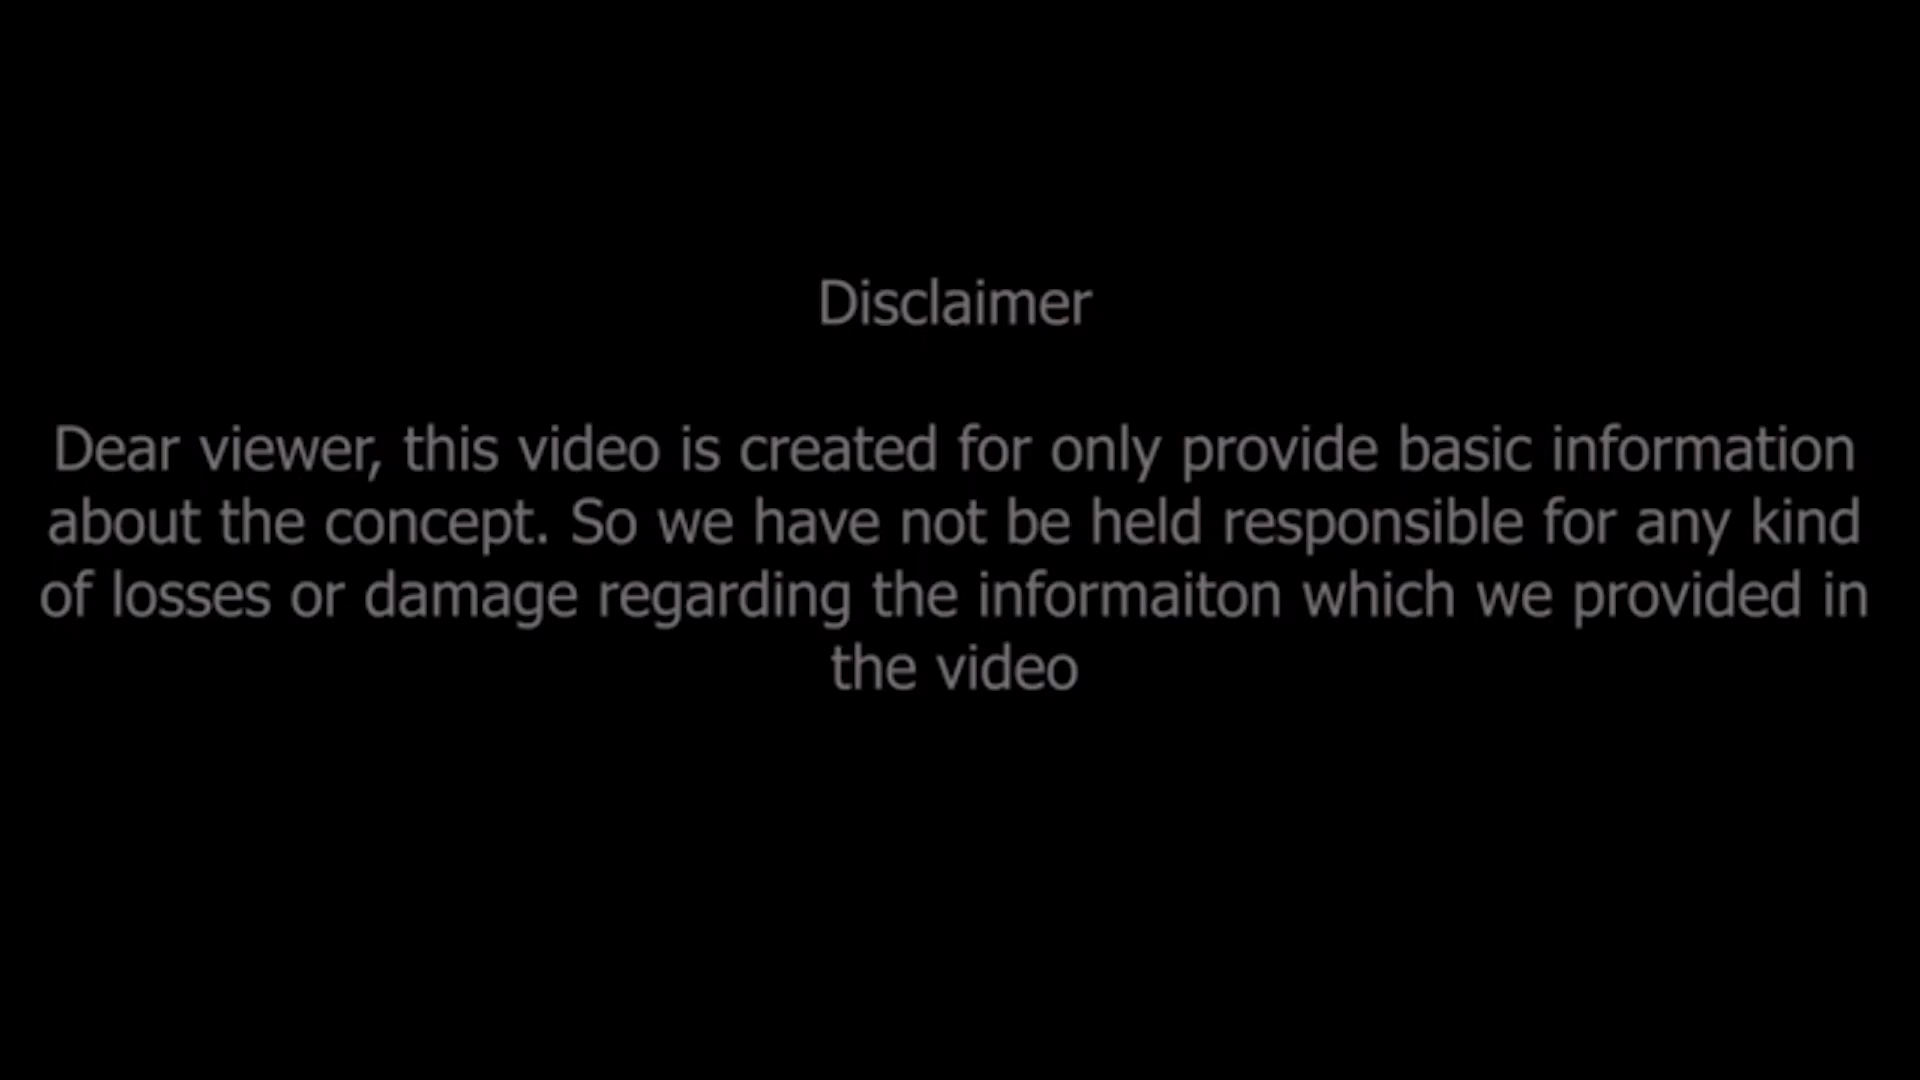 Disclaimer
Dear viewer, this video is created for only provide basic information
about the concept. So we have not be held responsible for any kind
of losses or damage regarding the informaiton which we provided in
the video